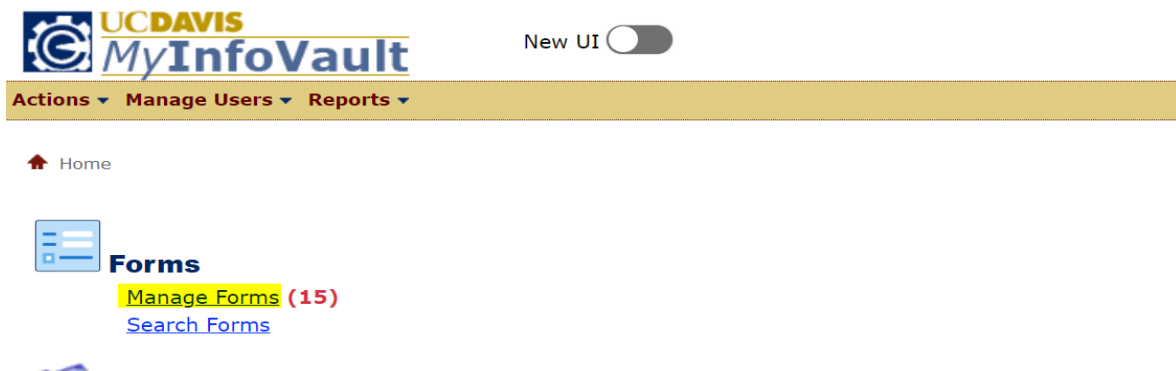 UCDAVIS
MyInfoVault
New UI
Actions Manage Users Reports
Home
Forms
Manage Forms (15)
Search Forms